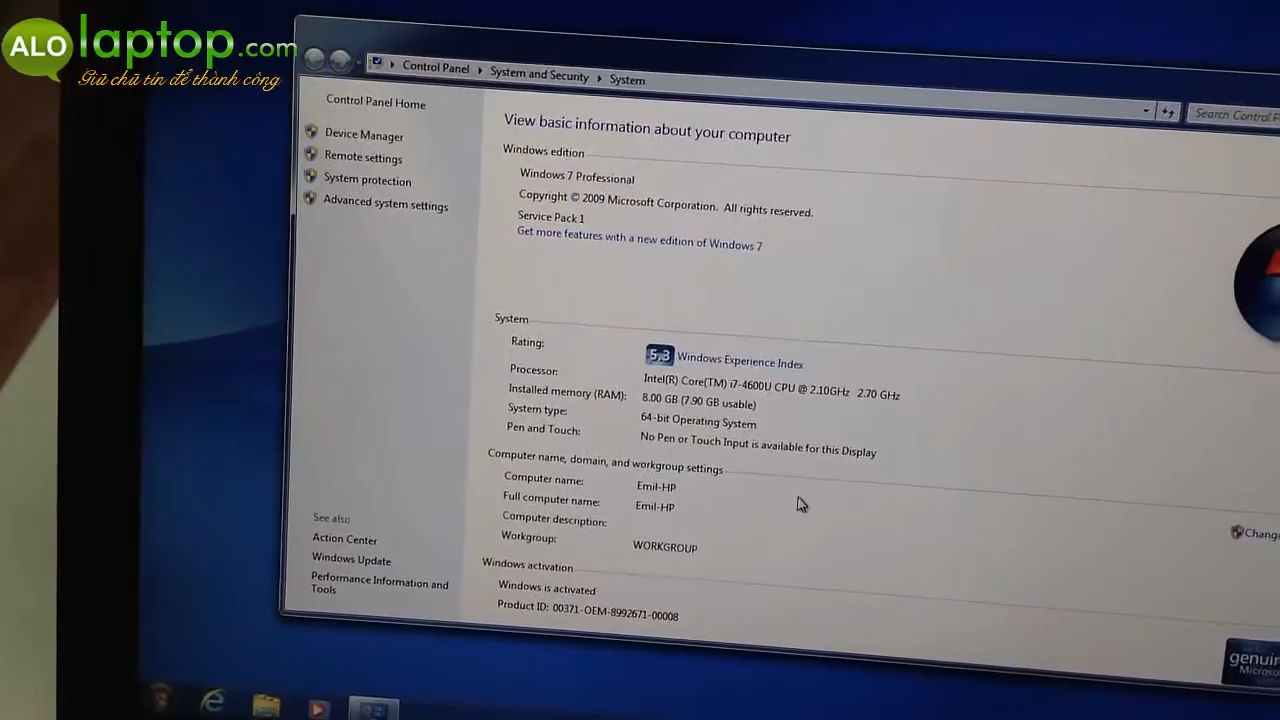 ALO laptop.com
Giữ chữ tín để thành công
Control Panel ▸ System and Security ▸ System
Search Control P
Control Panel Home
Device Manager
Remote settings
System protection
Advanced system settings
See also
Action Center
Windows Update
Performance Information and
Tools
View basic information about your computer
Windows edition
Windows 7 Professional
Copyright © 2009 Microsoft Corporation. All rights reserved.
Service Pack 1
Get more features with a new edition of Windows 7
System
Rating: 5,3 Windows Experience Index
Processor: Intel(R) Core(TM) i7-4600U CPU @ 2.10GHz 2.70 GHz
Installed memory (RAM): 8.00 GB (7.90 GB usable)
System type: 64-bit Operating System
Pen and Touch: No Pen or Touch Input is available for this Display
Computer name, domain, and workgroup settings
Computer name: Emil-HP
Change
Full computer name: Emil-HP
Computer description:
Workgroup: WORKGROUP
Windows activation
Windows is activated
Product ID: 00371-OEM-8992671-00008
genuin
Micros